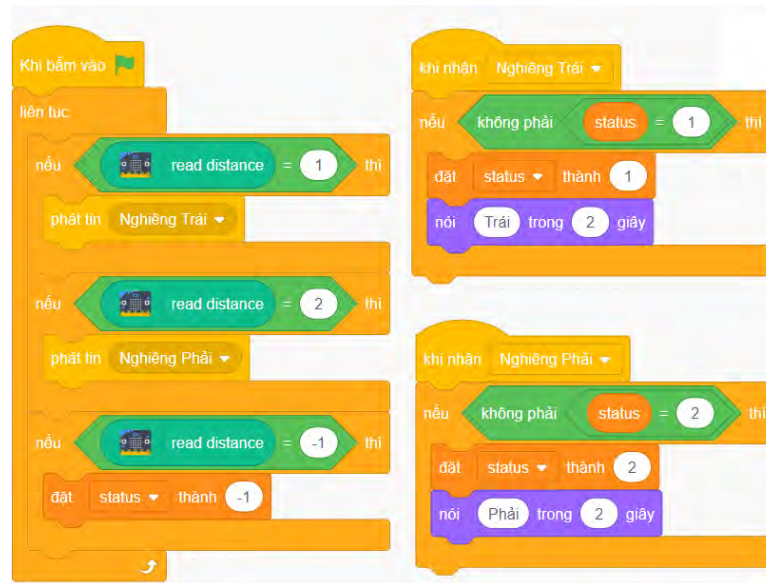 Khi bấm vào
liên tục
nếu read distance = 1 thì
phát tin Nghiêng Trái
nếu read distance = 2 thì
phát tin Nghiêng Phải
nếu read distance = -1 thì
đặt status thành -1
khi nhận Nghiêng Trái
nếu không phải status = 1 thì
đặt status thành 1
nói Trái trong 2 giây
khi nhận Nghiêng Phải
nếu không phải status = 2 thì
đặt status thành 2
nói Phải trong 2 giây